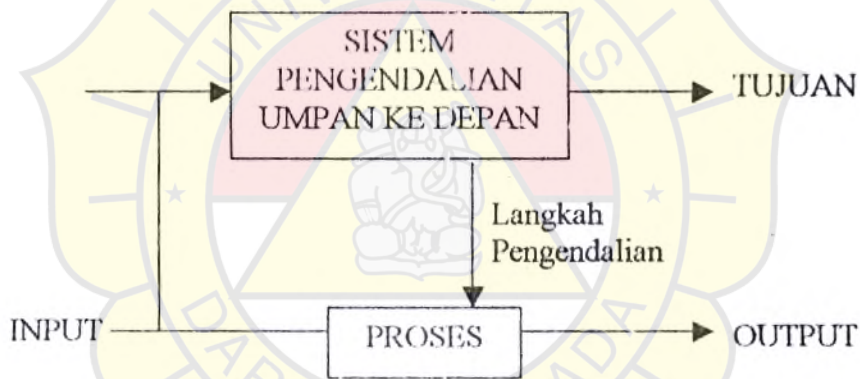 SISTEM
PENGENDALIAN
UMPAN KE DEPAN
TUJUAN
Langkah
Pengendalian
INPUT
PROSES
OUTPUT